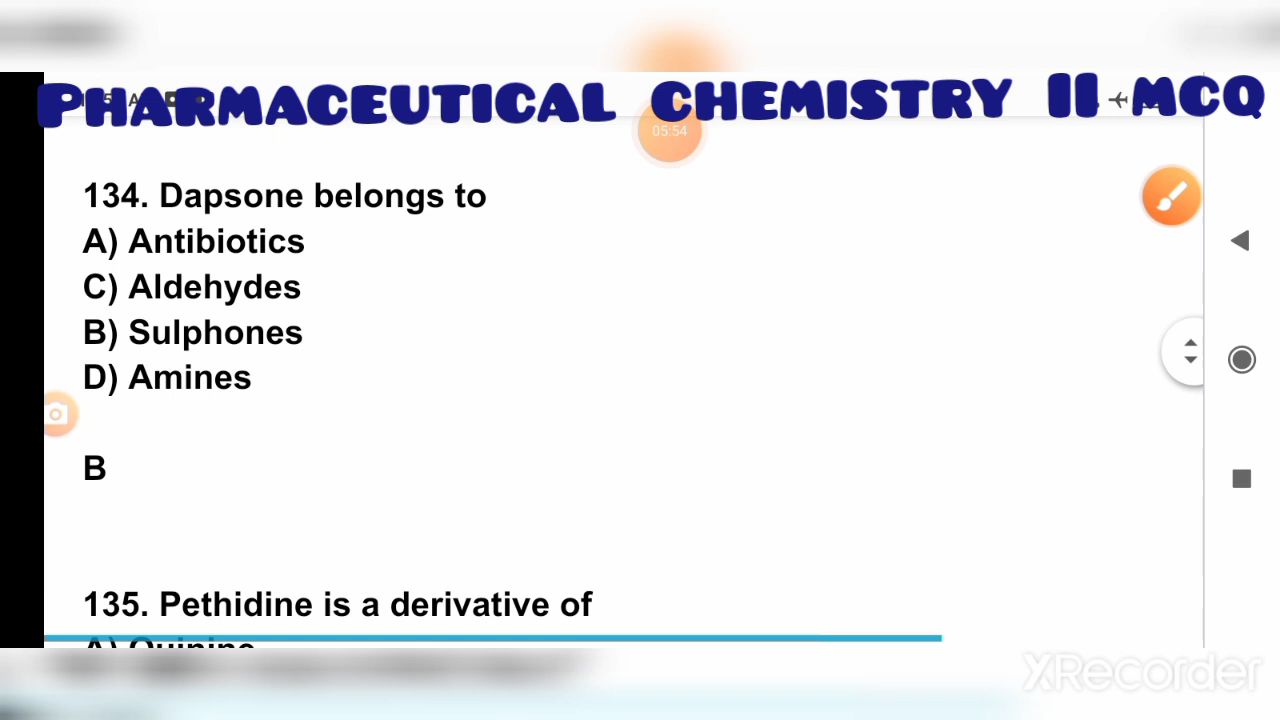 PHARMACEUTICAL CHEMISTRY II MCQ
05:54
134. Dapsone belongs to
A) Antibiotics
C) Aldehydes
B) Sulphones
D) Amines
B
135. Pethidine is a derivative of
A) Quinine
XRecorder